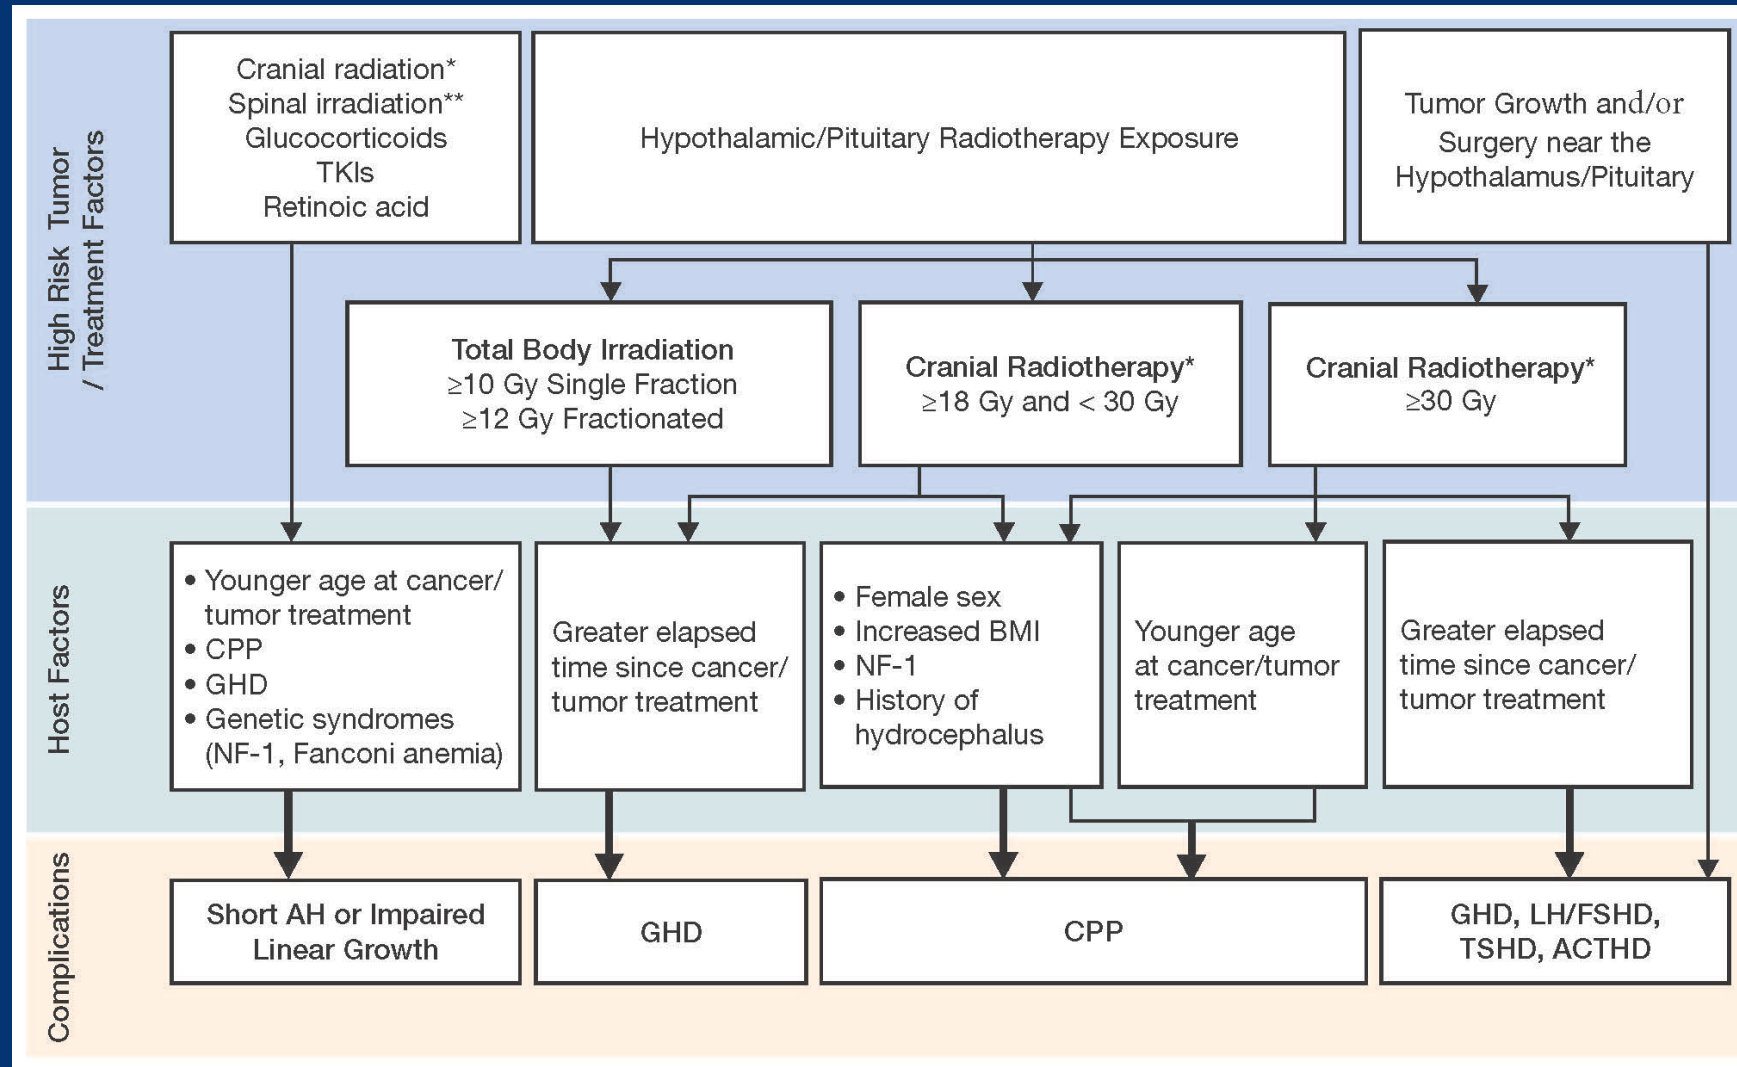 High Risk Tumor
/ Treatment Factors
Cranial radiation*
Spinal irradiation**
Glucocorticoids
TKIs
Retinoic acid
Hypothalamic/Pituitary Radiotherapy Exposure
Tumor Growth and/or
Surgery near the
Hypothalamus/Pituitary
Total Body Irradiation
≥10 Gy Single Fraction
≥12 Gy Fractionated
Cranial Radiotherapy*
≥18 Gy and < 30 Gy
Cranial Radiotherapy*
≥30 Gy
Host Factors
• Younger age at cancer/
tumor treatment
• CPP
• GHD
• Genetic syndromes
(NF-1, Fanconi anemia)
Greater elapsed
time since cancer/
tumor treatment
• Female sex
• Increased BMI
• NF-1
• History of
hydrocephalus
Younger age
at cancer/tumor
treatment
Greater elapsed
time since cancer/
tumor treatment
Complications
Short AH or Impaired
Linear Growth
GHD
CPP
GHD, LH/FSHD,
TSHD, ACTHD